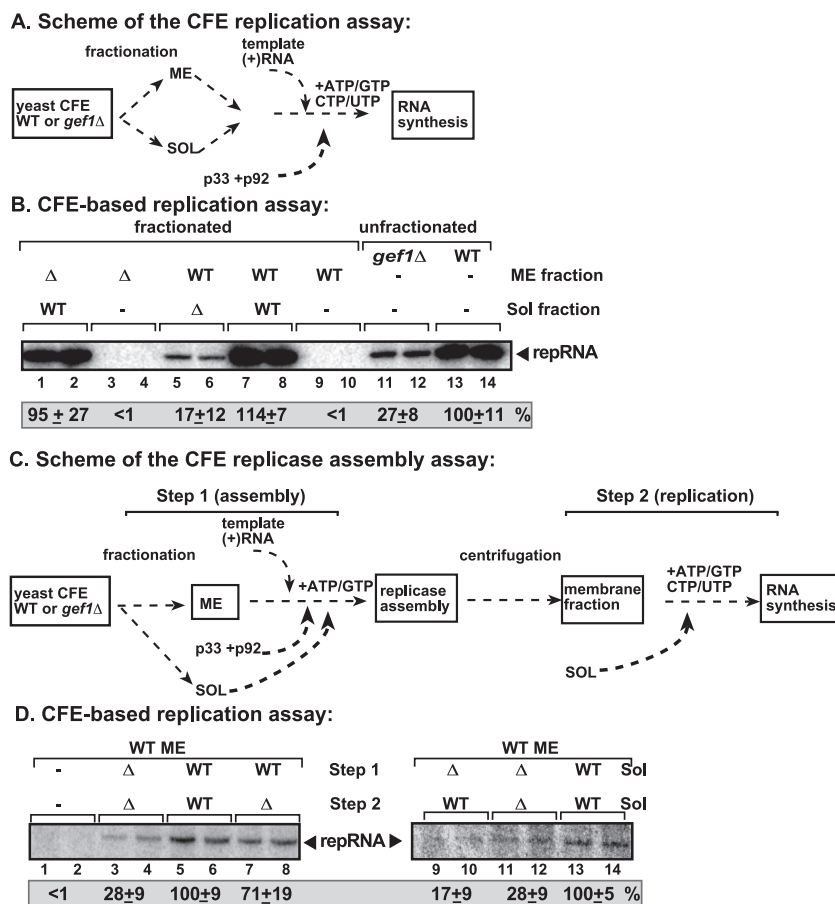 A. Scheme of the CFE replication assay:
fractionation
template
(+)RNA
ME
+ATP/GTP
CTP/UTP
yeast CFE
WT or gef1Δ
RNA
synthesis
SOL
p33 +p92
B. CFE-based replication assay:
fractionated unfractionated
gef1Δ WT
Δ Δ WT WT WT - - ME fraction
WT - Δ WT - - - Sol fraction
◄repRNA
1 2 3 4 5 6 7 8 9 10 11 12 13 14
95 ± 27 <1 17±12 114±7 <1 27±8 100±11 %
C. Scheme of the CFE replicase assembly assay:
Step 1 (assembly) Step 2 (replication)
template
(+)RNA
fractionation centrifugation
+ATP/GTP
+ATP/GTP
CTP/UTP
yeast CFE
WT or gef1Δ
ME
replicase
assembly
membrane
fraction
RNA
synthesis
p33 +p92
SOL
SOL
D. CFE-based replication assay:
WT ME WT ME
- Δ WT WT Step 1 Δ Δ WT Sol
- Δ WT Δ Step 2 WT Δ WT Sol
◄ repRNA ►
1 2 3 4 5 6 7 8 9 10 11 12 13 14
<1 28±9 100±9 71±19 17±9 28±9 100±5 %